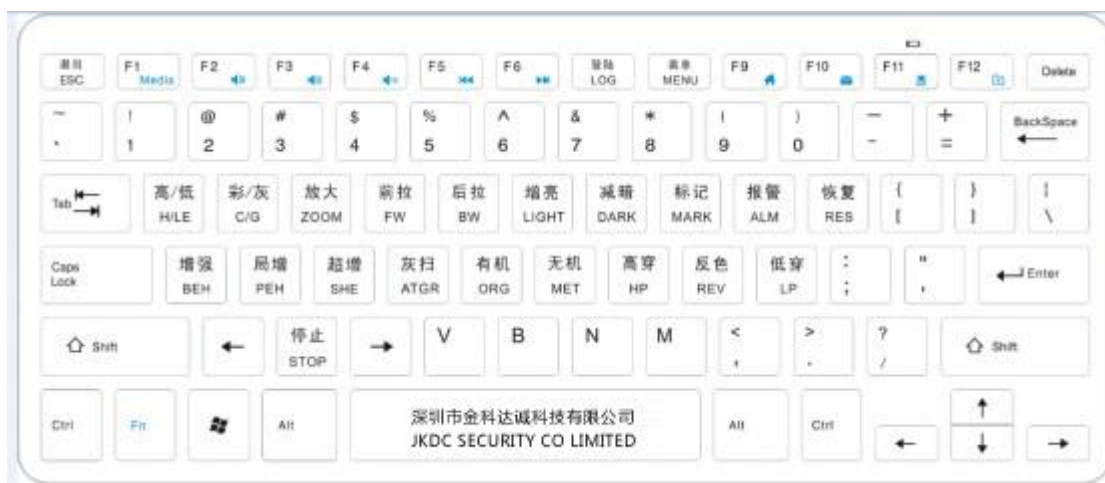 退出 F1 F2 F3 F4 F5 F6 登陆 菜单 F9 F10 F11 F12 Delete
ESC Media LOG MENU
~ ! @ # $ % ^ & * ( ) — + BackSpace
` 1 2 3 4 5 6 7 8 9 0 - =
Tab 高/低 彩/灰 放大 前拉 后拉 增亮 减暗 标记 报警 恢复 { } |
H/LE C/G ZOOM FW BW LIGHT DARK MARK ALM RES [ ] \
Caps 增强 局增 超增 灰扫 有机 无机 高穿 反色 低穿 : " Enter
Lock BEH PEH SHE ATGR ORG MET HP REV LP ; '
Shift ← 停止 → V B N M < > ? Shift
STOP , . /
Ctrl Fn Alt 深圳市金科达诚科技有限公司 Alt Ctrl ↑
JKDC SECURITY CO LIMITED ← ↓ →